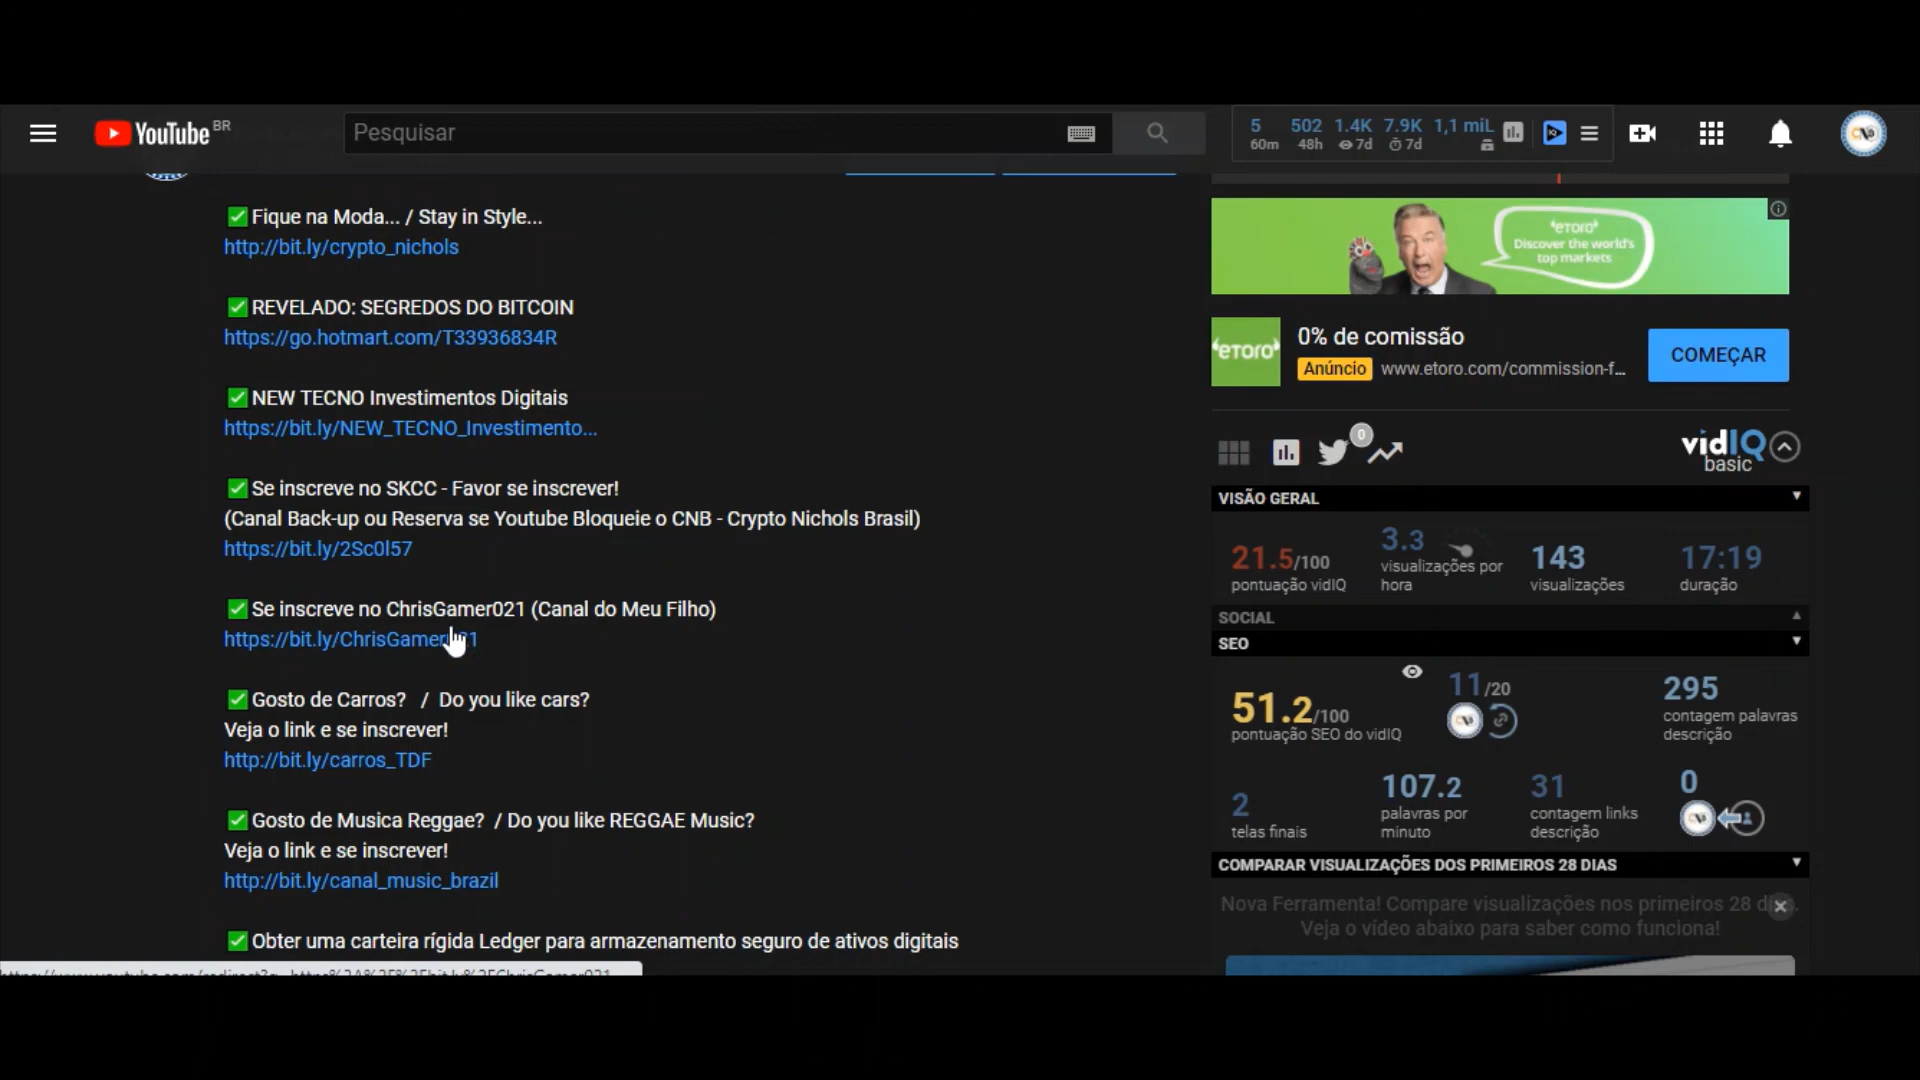 YouTube BR
Pesquisar
5 502 1.4K 7.9K 1,1 miL
60m 48h 7d 7d
✅ Fique na Moda... / Stay in Style...
http://bit.ly/crypto_nichols
✅ REVELADO: SEGREDOS DO BITCOIN
https://go.hotmart.com/T33936834R
✅ NEW TECNO Investimentos Digitais
https://bit.ly/NEW_TECNO_Investimento...
✅ Se inscreve no SKCC - Favor se inscrever!
(Canal Back-up ou Reserva se Youtube Bloqueie o CNB - Crypto Nichols Brasil)
https://bit.ly/2Sc0l57
✅ Se inscreve no ChrisGamer021 (Canal do Meu Filho)
https://bit.ly/ChrisGamer021
✅ Gosto de Carros? / Do you like cars?
Veja o link e se inscrever!
http://bit.ly/carros_TDF
✅ Gosto de Musica Reggae? / Do you like REGGAE Music?
Veja o link e se inscrever!
http://bit.ly/canal_music_brazil
✅ Obter uma carteira rígida Ledger para armazenamento seguro de ativos digitais
eToro
Discover the world's
top markets
eToro
0% de comissão
Anúncio www.etoro.com/commission-f...
COMEÇAR
0
vidIQ
basic
VISÃO GERAL
21.5/100
pontuação vidIQ
3.3
visualizações por
hora
143
visualizações
17:19
duração
SOCIAL
SEO
51.2/100
pontuação SEO do vidIQ
11/20
295
contagem palavras
descrição
2
telas finais
107.2
palavras por
minuto
31
contagem links
descrição
0
COMPARAR VISUALIZAÇÕES DOS PRIMEIROS 28 DIAS
Nova Ferramenta! Compare visualizações nos primeiros 28 dias.
Veja o vídeo abaixo para saber como funciona!